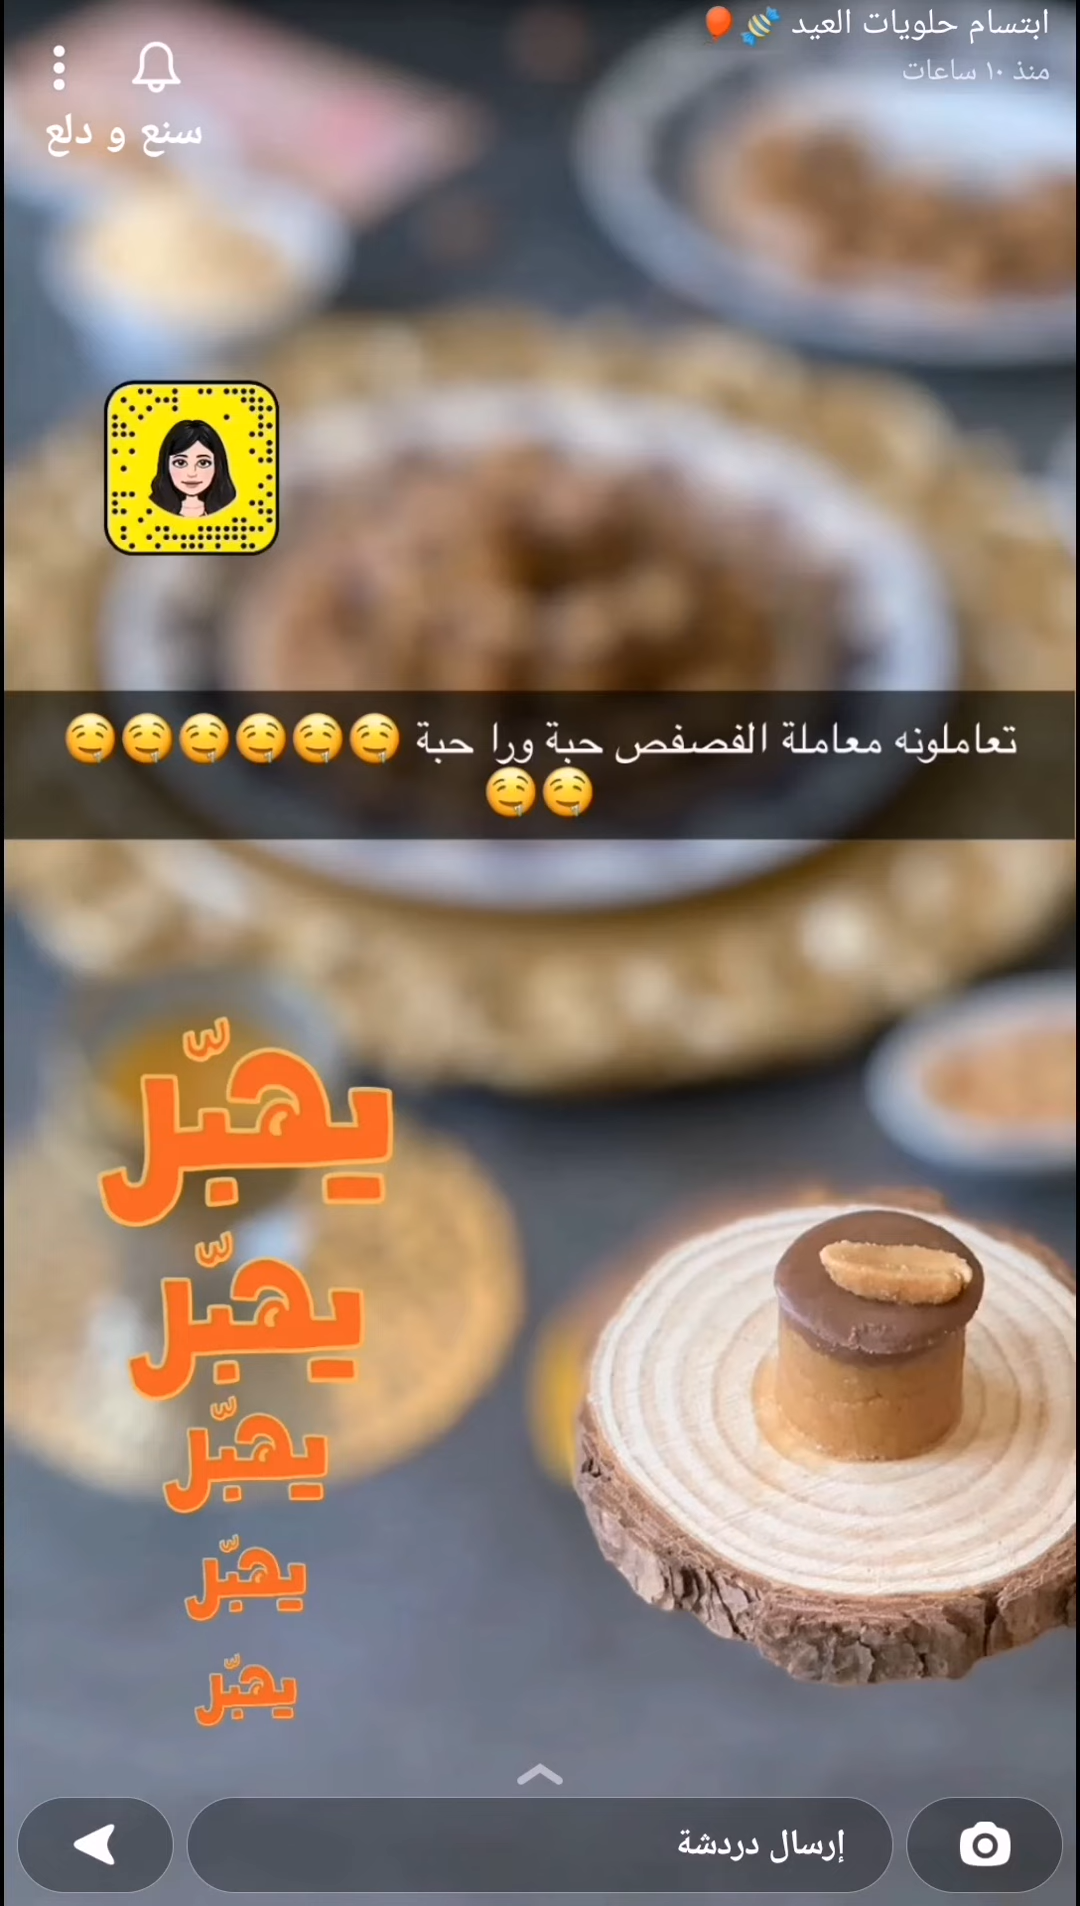 ابتسام حلويات العيد 🍬🎈
منذ ١٠ ساعات
سنع و دلع
تعاملونه معاملة الفصفص حبة ورا حبة 🤤🤤🤤🤤🤤🤤
🤤🤤
يهبّل
يهبّل
يهبّل
يهبّل
يهبّل
إرسال دردشة